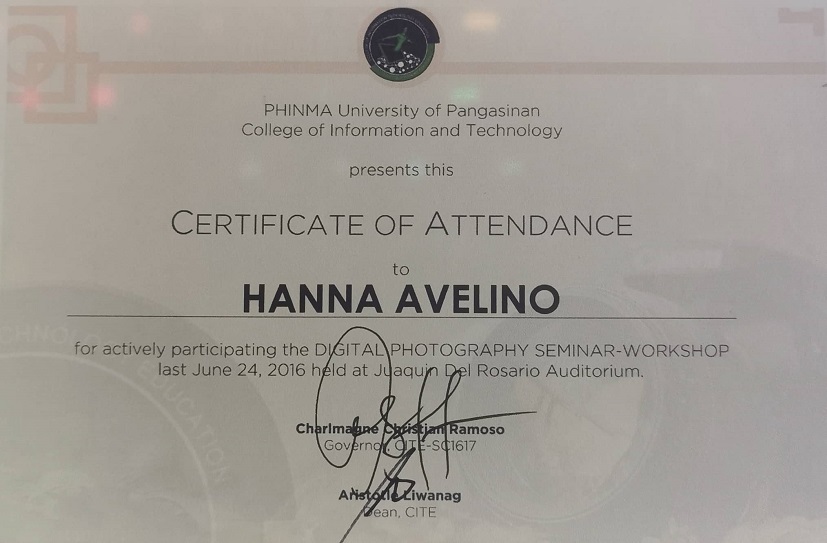 PHINMA University of Pangasinan
College of Information and Technology
presents this
CERTIFICATE OF ATTENDANCE
to
HANNA AVELINO
for actively participating the DIGITAL PHOTOGRAPHY SEMINAR-WORKSHOP
last June 24, 2016 held at Juaquin Del Rosario Auditorium.
Charlmagne Christian Ramoso
Governor, CITE-SC1617
Aristotle Liwanag
Dean, CITE
EDUCATION